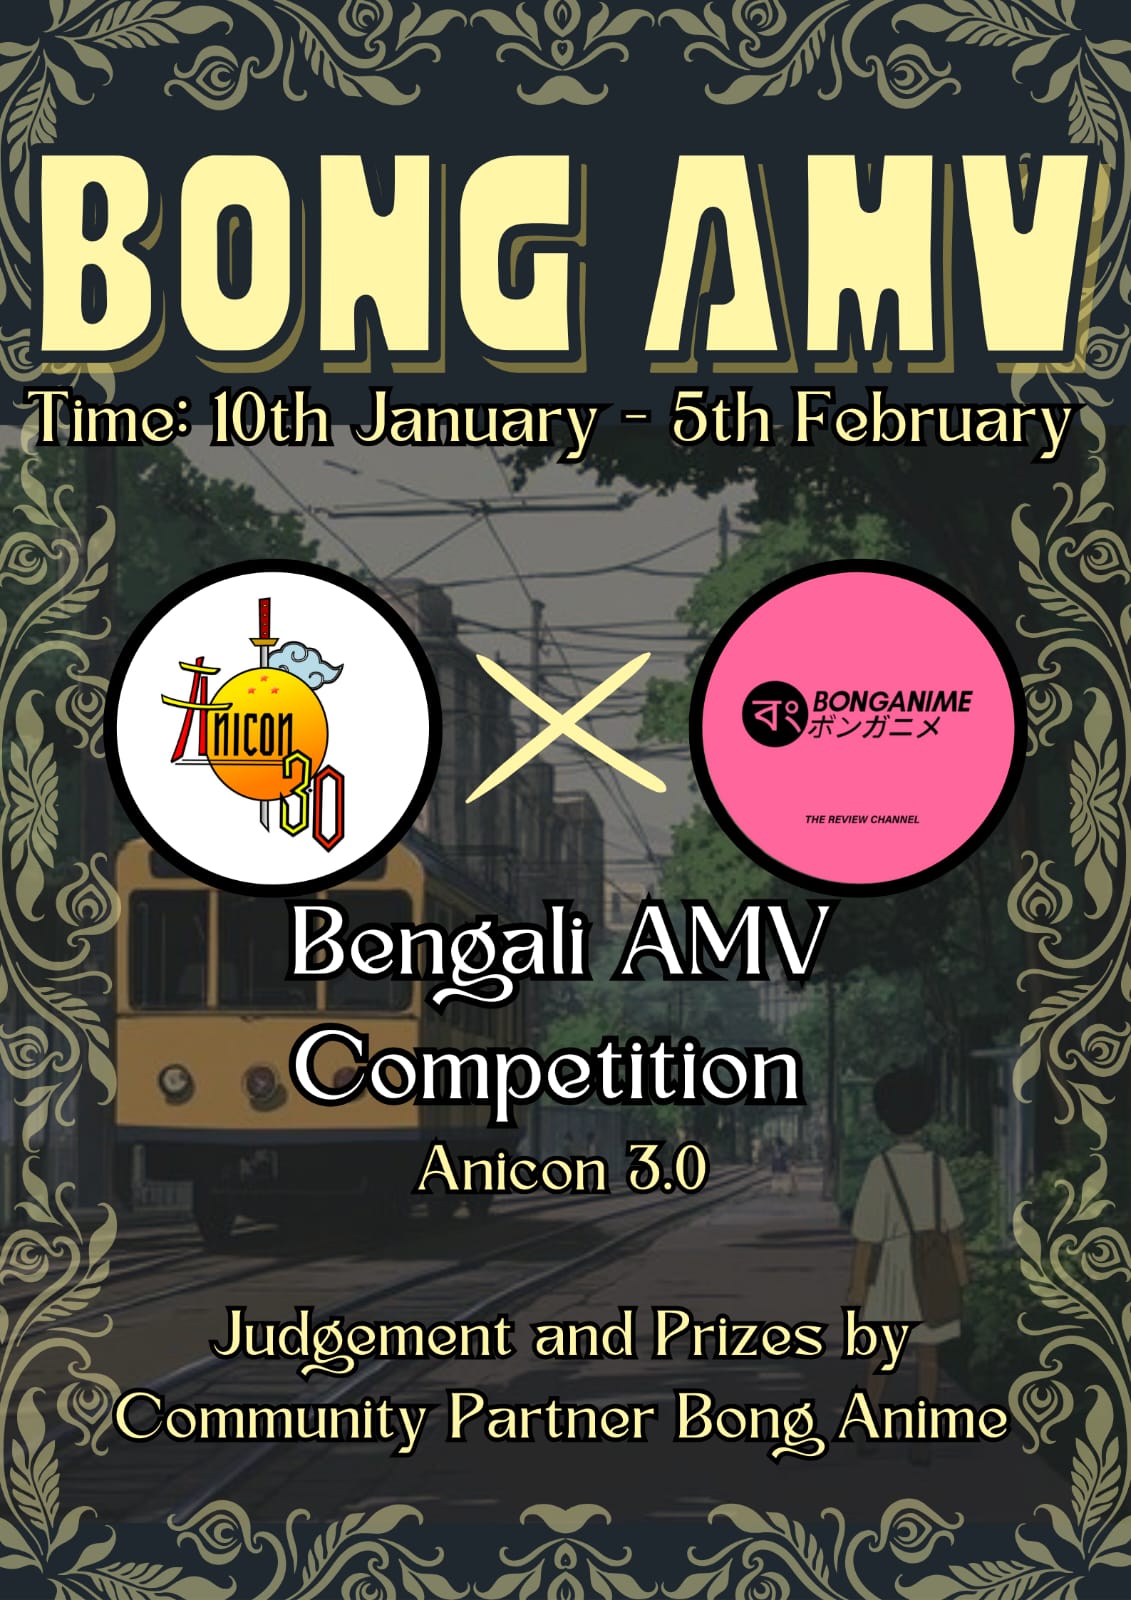 BONG AMV
Time: 10th January - 5th February
ANICON
3.0
বং BONGANIME
ボンガニメ
THE REVIEW CHANNEL
Bengali AMV
Competition
Anicon 3.0
Judgement and Prizes by
Community Partner Bong Anime